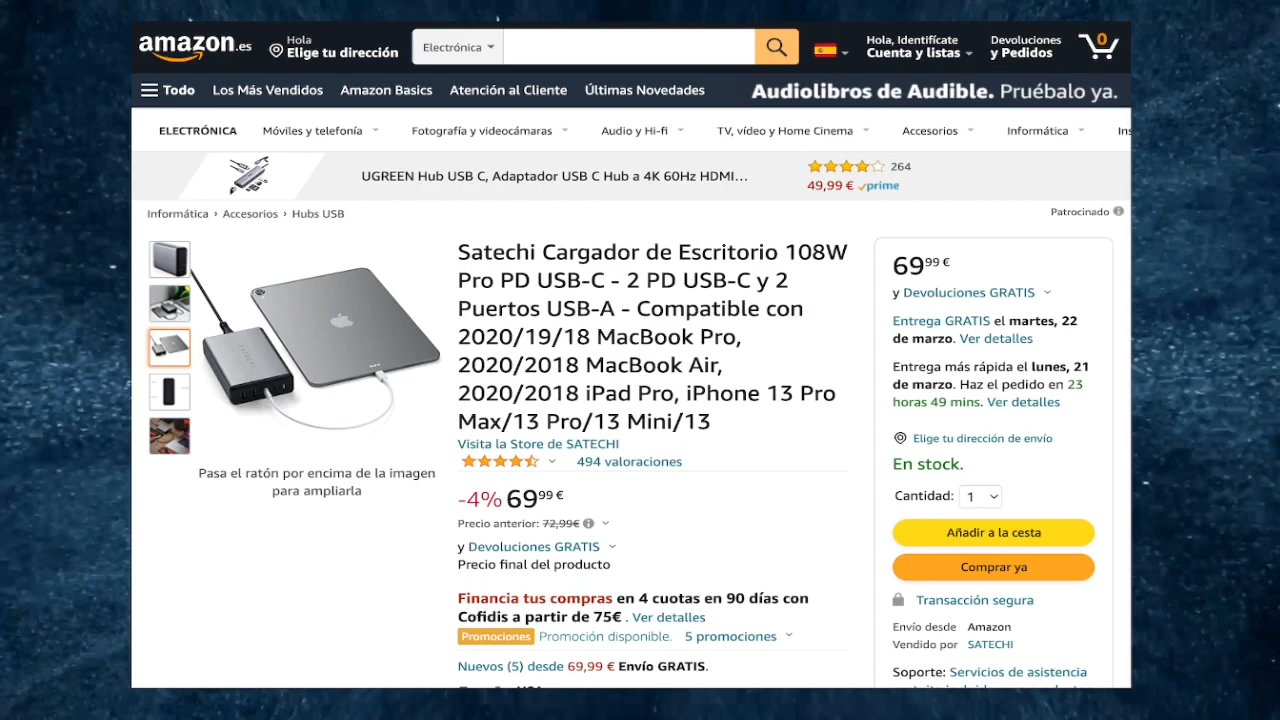 amazon.es
Hola
Elige tu dirección
Electrónica
Hola, Identifícate
Cuenta y listas
Devoluciones
y Pedidos
0
Todo
Los Más Vendidos
Amazon Basics
Atención al Cliente
Últimas Novedades
Audiolibros de Audible. Pruébalo ya.
ELECTRÓNICA
Móviles y telefonía
Fotografía y videocámaras
Audio y Hi-fi
TV, vídeo y Home Cinema
Accesorios
Informática
Ins
UGREEN Hub USB C, Adaptador USB C Hub a 4K 60Hz HDMI...
264
49,99 € prime
Informática › Accesorios › Hubs USB
Patrocinado
Satechi Cargador de Escritorio 108W
Pro PD USB-C - 2 PD USB-C y 2
Puertos USB-A - Compatible con
2020/19/18 MacBook Pro,
2020/2018 MacBook Air,
2020/2018 iPad Pro, iPhone 13 Pro
Max/13 Pro/13 Mini/13
Visita la Store de SATECHI
494 valoraciones
Pasa el ratón por encima de la imagen
para ampliarla
-4% 69,99 €
Precio anterior: 72,99€
y Devoluciones GRATIS
Precio final del producto
Financia tus compras en 4 cuotas en 90 días con
Cofidis a partir de 75€ . Ver detalles
Promociones Promoción disponible. 5 promociones
Nuevos (5) desde 69,99 € Envío GRATIS.
69,99 €
y Devoluciones GRATIS
Entrega GRATIS el martes, 22
de marzo. Ver detalles
Entrega más rápida el lunes, 21
de marzo. Haz el pedido en 23
horas 49 mins. Ver detalles
Elige tu dirección de envío
En stock.
Cantidad: 1
Añadir a la cesta
Comprar ya
Transacción segura
Envío desde Amazon
Vendido por SATECHI
Soporte: Servicios de asistencia